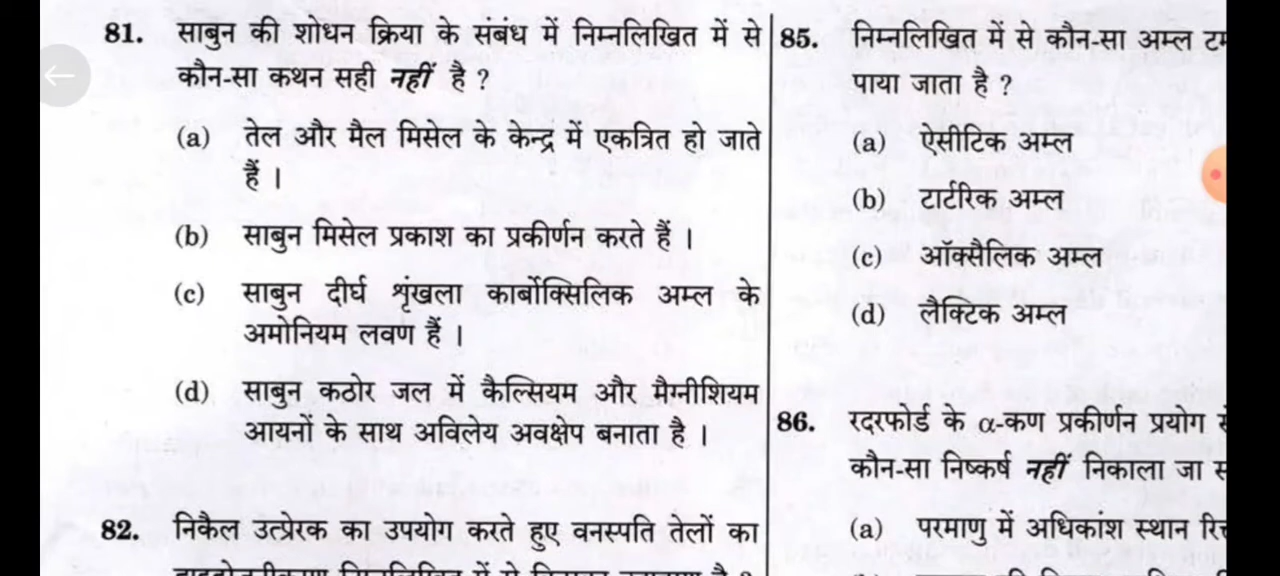 81. साबुन की शोधन क्रिया के संबंध में निम्नलिखित में से
कौन-सा कथन सही नहीं है ?
(a) तेल और मैल मिसेल के केन्द्र में एकत्रित हो जाते
हैं ।
(b) साबुन मिसेल प्रकाश का प्रकीर्णन करते हैं ।
(c) साबुन दीर्घ शृंखला कार्बोक्सिलिक अम्ल के
अमोनियम लवण हैं ।
(d) साबुन कठोर जल में कैल्सियम और मैग्नीशियम
आयनों के साथ अविलेय अवक्षेप बनाता है ।
82. निकैल उत्प्रेरक का उपयोग करते हुए वनस्पति तेलों का
85. निम्नलिखित में से कौन-सा अम्ल
पाया जाता है ?
(a) ऐसीटिक अम्ल
(b) टार्टरिक अम्ल
(c) ऑक्सैलिक अम्ल
(d) लैक्टिक अम्ल
86. रदरफोर्ड के α-कण प्रकीर्णन प्रयोग
कौन-सा निष्कर्ष नहीं निकाला जा
(a) परमाणु में अधिकांश स्थान